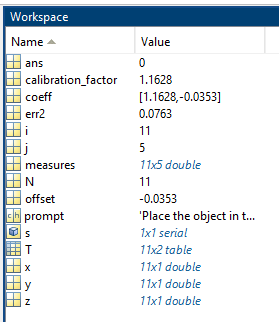 Workspace
Name Value
ans 0
calibration_factor 1.1628
coeff [1.1628,-0.0353]
err2 0.0763
i 11
j 5
measures 11x5 double
N 11
offset -0.0353
prompt 'Place the object in t...
s 1x1 serial
T 11x2 table
x 11x1 double
y 11x1 double
z 11x1 double